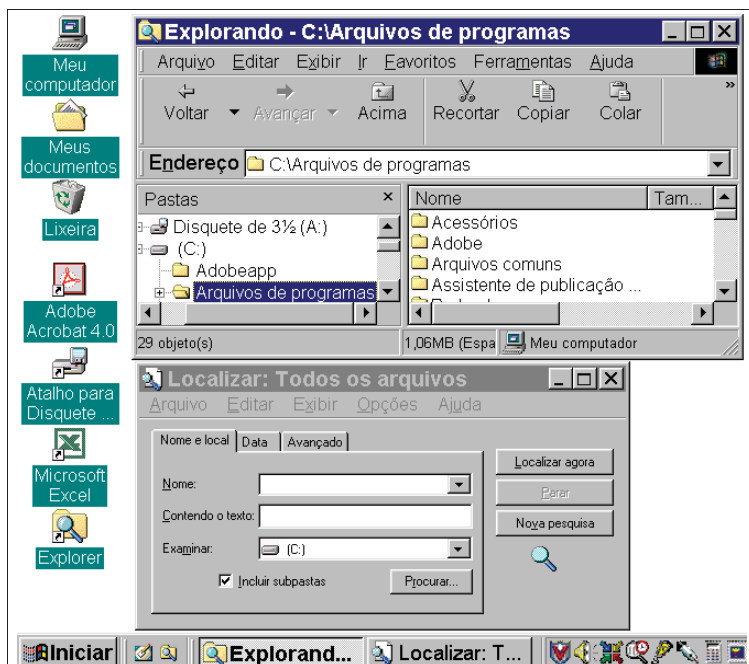 Meu
computador
Meus
documentos
Lixeira
Adobe
Acrobat 4.0
Atalho para
Disquete ...
Microsoft
Excel
Explorer
Explorando - C:\Arquivos de programas
Arquivo Editar Exibir Ir Favoritos Ferramentas Ajuda
Voltar Avançar Acima Recortar Copiar Colar »
Endereço C:\Arquivos de programas
Pastas × Nome Tam...
Disquete de 3½ (A:)
(C:)
Adobeapp
Arquivos de programas
Acessórios
Adobe
Arquivos comuns
Assistente de publicação ...
29 objeto(s) 1,06MB (Espa Meu computador
Localizar: Todos os arquivos
Arquivo Editar Exibir Opções Ajuda
Nome e local Data Avançado
Nome:
Contendo o texto:
Examinar: (C:)
Incluir subpastas Procurar...
Localizar agora
Parar
Nova pesquisa
Iniciar Explorand... Localizar: T...